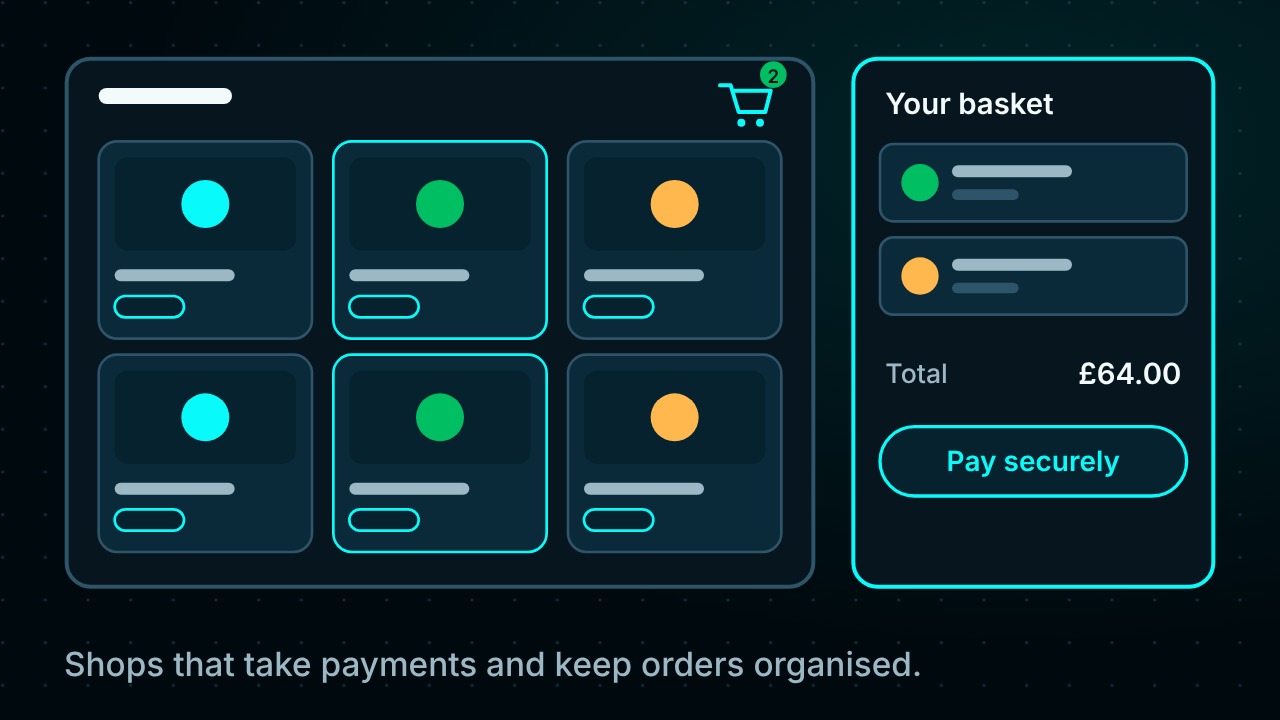 2
Your basket
Total £64.00
Pay securely
Shops that take payments and keep orders organised.